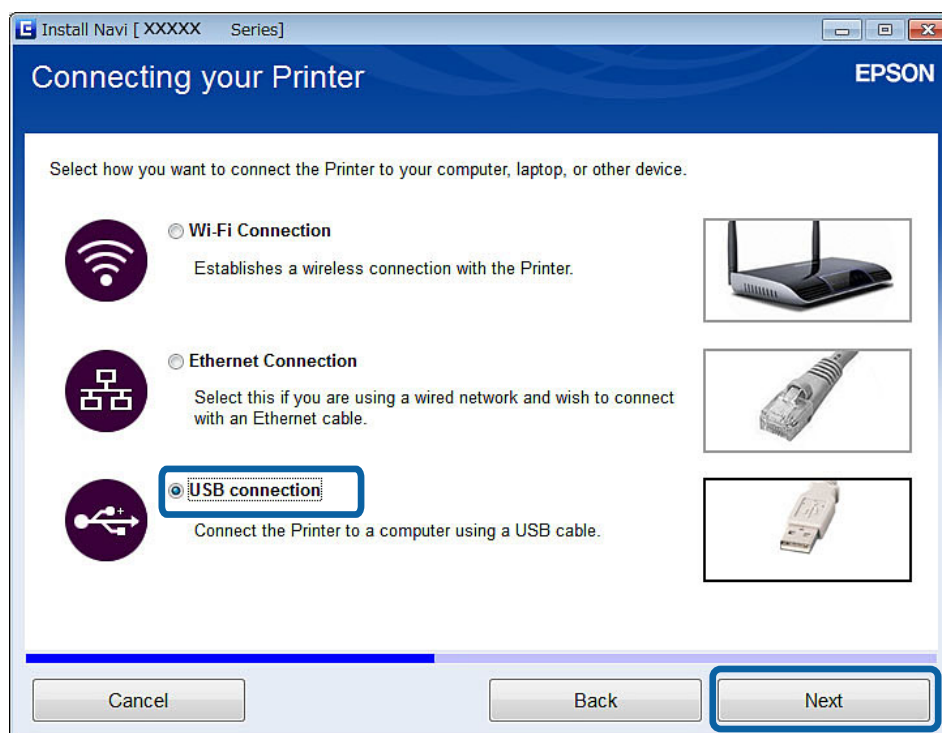 Install Navi [ XXXXX Series]
Connecting your Printer
EPSON
Select how you want to connect the Printer to your computer, laptop, or other device.
Wi-Fi Connection
Establishes a wireless connection with the Printer.
Ethernet Connection
Select this if you are using a wired network and wish to connect
with an Ethernet cable.
USB connection
Connect the Printer to a computer using a USB cable.
Cancel
Back
Next